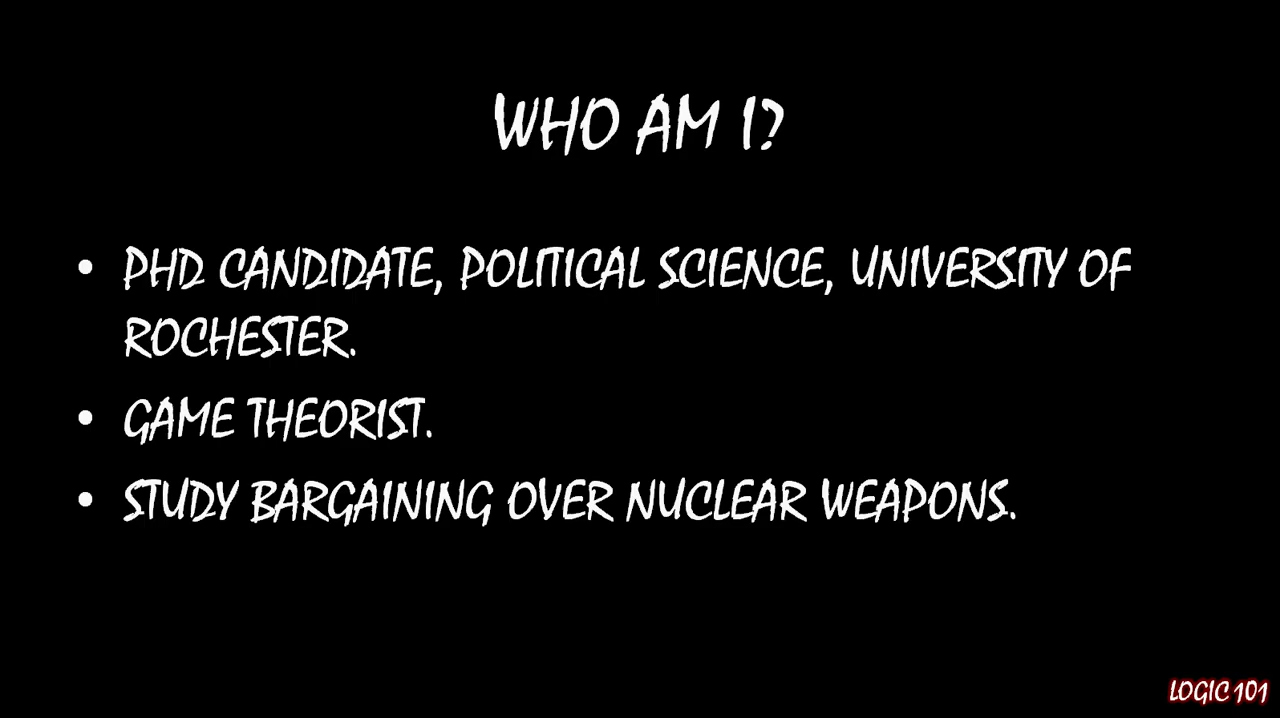 WHO AM I?
• PHD CANDIDATE, POLITICAL SCIENCE, UNIVERSITY OF
ROCHESTER.
• GAME THEORIST.
• STUDY BARGAINING OVER NUCLEAR WEAPONS.
LOGIC 101